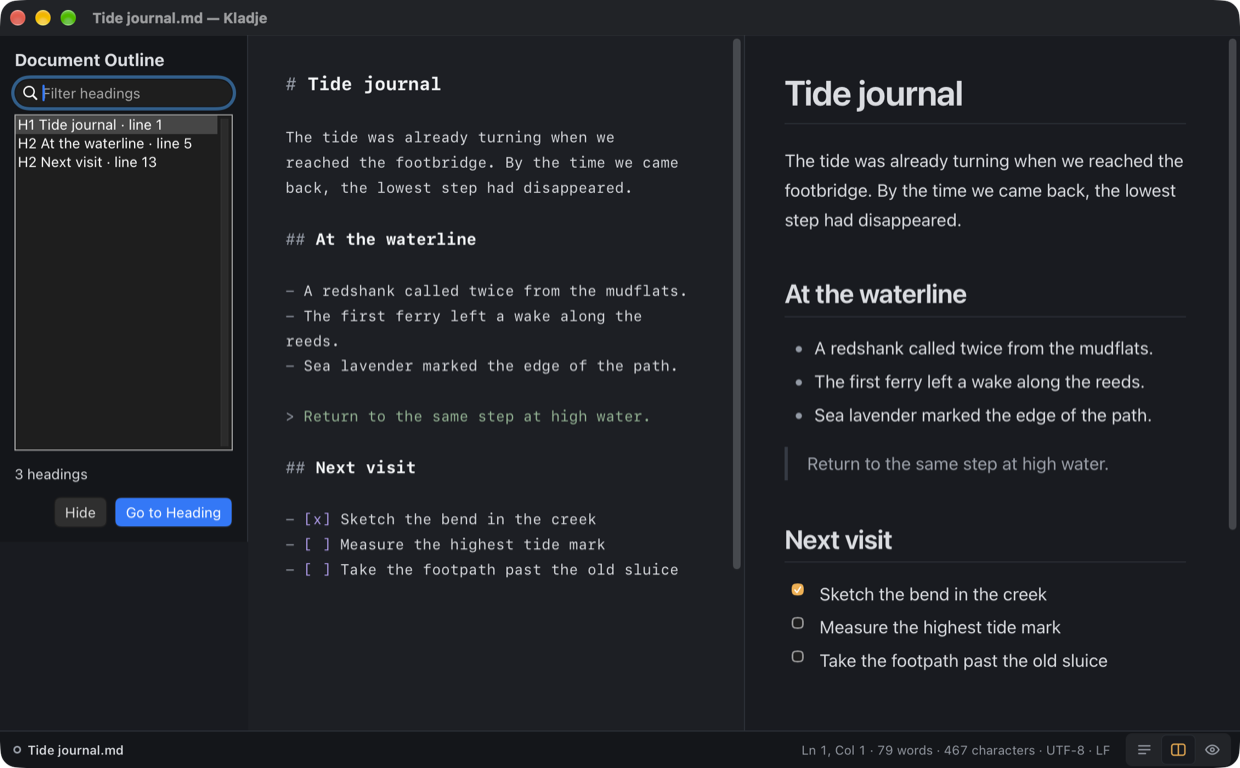 Tide journal.md — Kladje
Document Outline
Filter headings
H1 Tide journal · line 1
H2 At the waterline · line 5
H2 Next visit · line 13
3 headings
Hide
Go to Heading
# Tide journal
The tide was already turning when we
reached the footbridge. By the time we came
back, the lowest step had disappeared.
## At the waterline
– A redshank called twice from the mudflats.
– The first ferry left a wake along the
reeds.
– Sea lavender marked the edge of the path.
> Return to the same step at high water.
## Next visit
– [x] Sketch the bend in the creek
– [ ] Measure the highest tide mark
– [ ] Take the footpath past the old sluice
Tide journal
The tide was already turning when we reached the
footbridge. By the time we came back, the lowest
step had disappeared.
At the waterline
• A redshank called twice from the mudflats.
• The first ferry left a wake along the reeds.
• Sea lavender marked the edge of the path.
Return to the same step at high water.
Next visit
Sketch the bend in the creek
Measure the highest tide mark
Take the footpath past the old sluice
Tide journal.md
Ln 1, Col 1 · 79 words · 467 characters · UTF-8 · LF